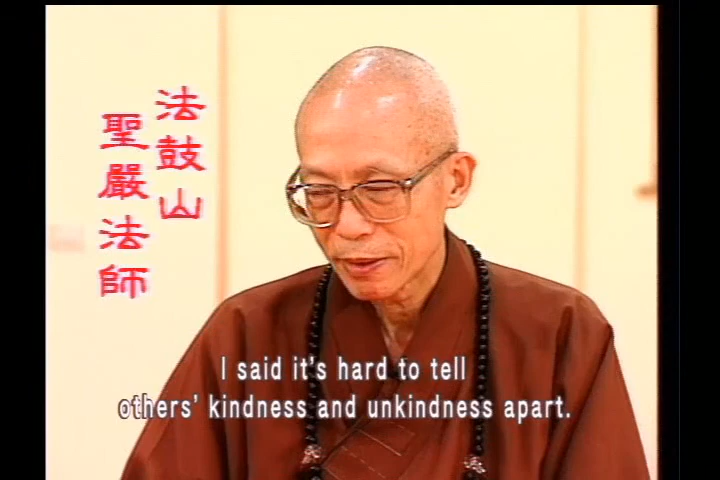 法鼓山
聖嚴法師
I said it's hard to tell
others' kindness and unkindness apart.